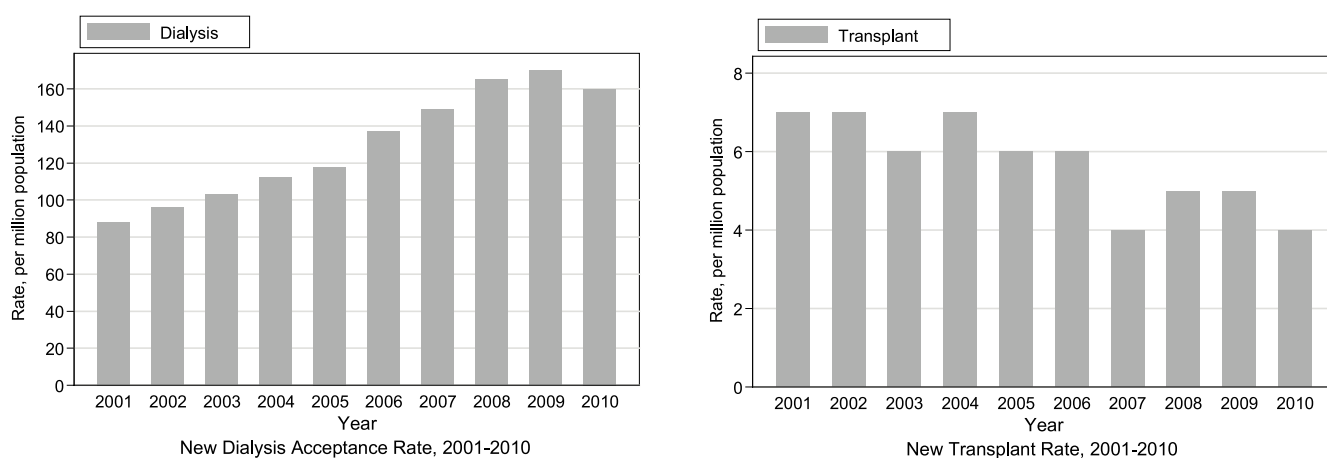 Dialysis
Rate, per million population
160
140
120
100
80
60
40
20
0
2001 2002 2003 2004 2005 2006 2007 2008 2009 2010
Year
New Dialysis Acceptance Rate, 2001-2010
Transplant
Rate, per million population
8
6
4
2
0
2001 2002 2003 2004 2005 2006 2007 2008 2009 2010
Year
New Transplant Rate, 2001-2010